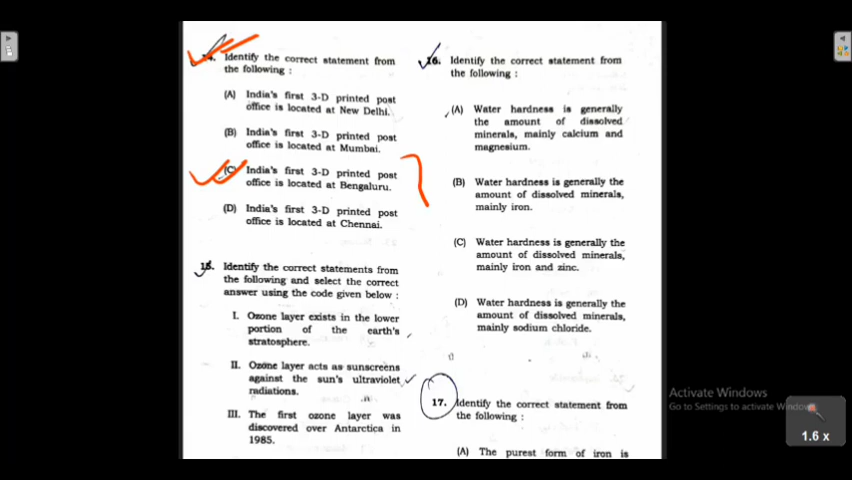 14. Identify the correct statement from
the following :
(A) India's first 3-D printed post
office is located at New Delhi.
(B) India's first 3-D printed post
office is located at Mumbai.
(C) India's first 3-D printed post
office is located at Bengaluru.
(D) India's first 3-D printed post
office is located at Chennai.
15. Identify the correct statements from
the following and select the correct
answer using the code given below :
I. Ozone layer exists in the lower
portion of the earth's
stratosphere.
II. Ozone layer acts as sunscreens
against the sun's ultraviolet
radiations.
III. The first ozone layer was
discovered over Antarctica in
1985.
16. Identify the correct statement from
the following :
(A) Water hardness is generally
the amount of dissolved
minerals, mainly calcium and
magnesium.
(B) Water hardness is generally the
amount of dissolved minerals,
mainly iron.
(C) Water hardness is generally the
amount of dissolved minerals,
mainly iron and zinc.
(D) Water hardness is generally the
amount of dissolved minerals,
mainly sodium chloride.
17. Identify the correct statement from
the following :
(A) The purest form of iron is
Activate Windows
Go to Settings to activate Windows.
1.6 x